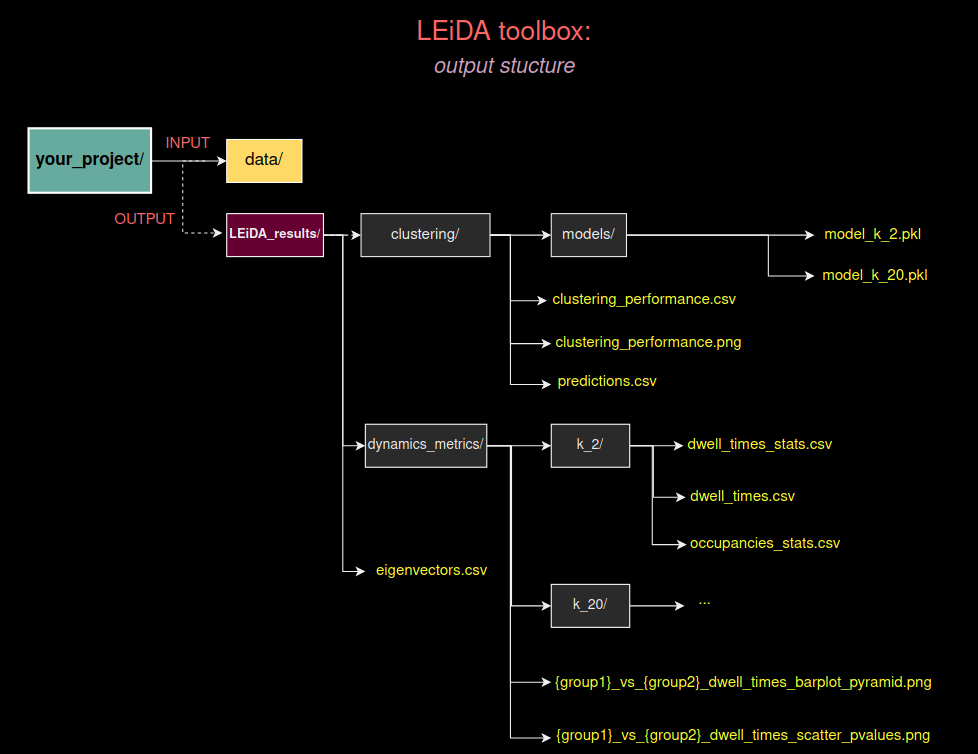 LEiDA toolbox:
output stucture
INPUT
your_project/
data/
OUTPUT
LEiDA_results/
clustering/
models/
model_k_2.pkl
model_k_20.pkl
clustering_performance.csv
clustering_performance.png
predictions.csv
dynamics_metrics/
k_2/
dwell_times_stats.csv
dwell_times.csv
occupancies_stats.csv
eigenvectors.csv
k_20/
...
{group1}_vs_{group2}_dwell_times_barplot_pyramid.png
{group1}_vs_{group2}_dwell_times_scatter_pvalues.png